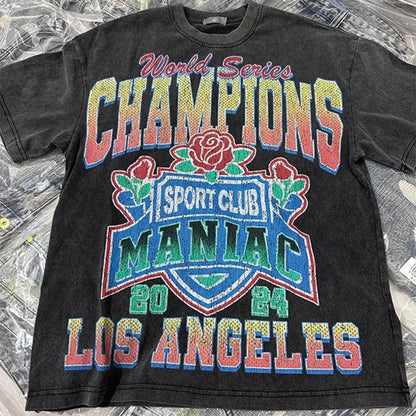 World Series
CHAMPIONS
SPORT CLUB
MANIAC
20 24
LOS ANGELES